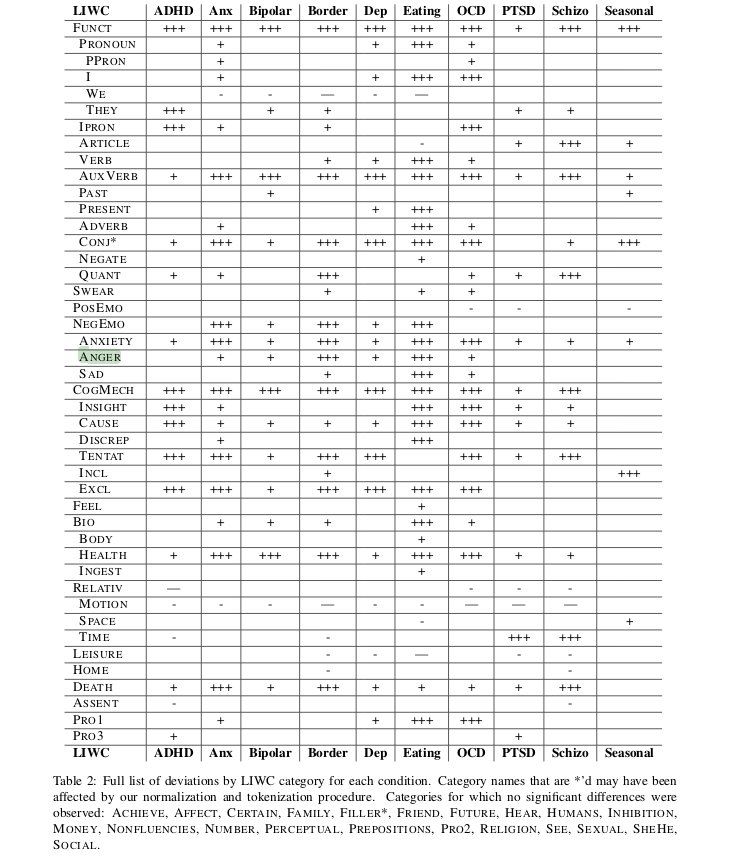 LIWC ADHD Anx Bipolar Border Dep Eating OCD PTSD Schizo Seasonal
FUNCT +++ +++ +++ +++ +++ +++ +++ + +++ +++
PRONOUN + + +++ +
PPRON + +
I + + +++ +++
WE - - — - —
THEY +++ + + + +
IPRON +++ + + +++
ARTICLE - + +++ +
VERB + + +++ +
AUXVERB + +++ +++ +++ +++ +++ +++ + +++ +
PAST + +
PRESENT + +++
ADVERB + +++ +
CONJ* + +++ + +++ +++ +++ +++ + +++
NEGATE +
QUANT + + +++ + + +++
SWEAR + + +
POSEMO - - -
NEGEMO +++ + +++ + +++
ANXIETY + +++ + +++ + +++ +++ + + +
ANGER + + +++ + +++ +
SAD + +++ +
COGMECH +++ +++ +++ +++ +++ +++ +++ + +++
INSIGHT +++ + +++ +++ + +
CAUSE +++ + + + + +++ +++ + +
DISCREP + +++
TENTAT +++ +++ + +++ +++ +++ + +++
INCL + +++
EXCL +++ +++ + +++ +++ +++ +++
FEEL +
BIO + + + +++ +
BODY +
HEALTH + +++ +++ +++ + +++ +++ + +
INGEST +
RELATIV — - - -
MOTION - - - — - - — — —
SPACE - +
TIME - - +++ +++
LEISURE - - — - -
HOME - -
DEATH + +++ + +++ + + + + +++
ASSENT - -
PRO1 + + +++ +++
PRO3 + +
LIWC ADHD Anx Bipolar Border Dep Eating OCD PTSD Schizo Seasonal
Table 2: Full list of deviations by LIWC category for each condition. Category names that are *'d may have been
affected by our normalization and tokenization procedure. Categories for which no significant differences were
observed: ACHIEVE, AFFECT, CERTAIN, FAMILY, FILLER*, FRIEND, FUTURE, HEAR, HUMANS, INHIBITION,
MONEY, NONFLUENCIES, NUMBER, PERCEPTUAL, PREPOSITIONS, PRO2, RELIGION, SEE, SEXUAL, SHEHE,
SOCIAL.